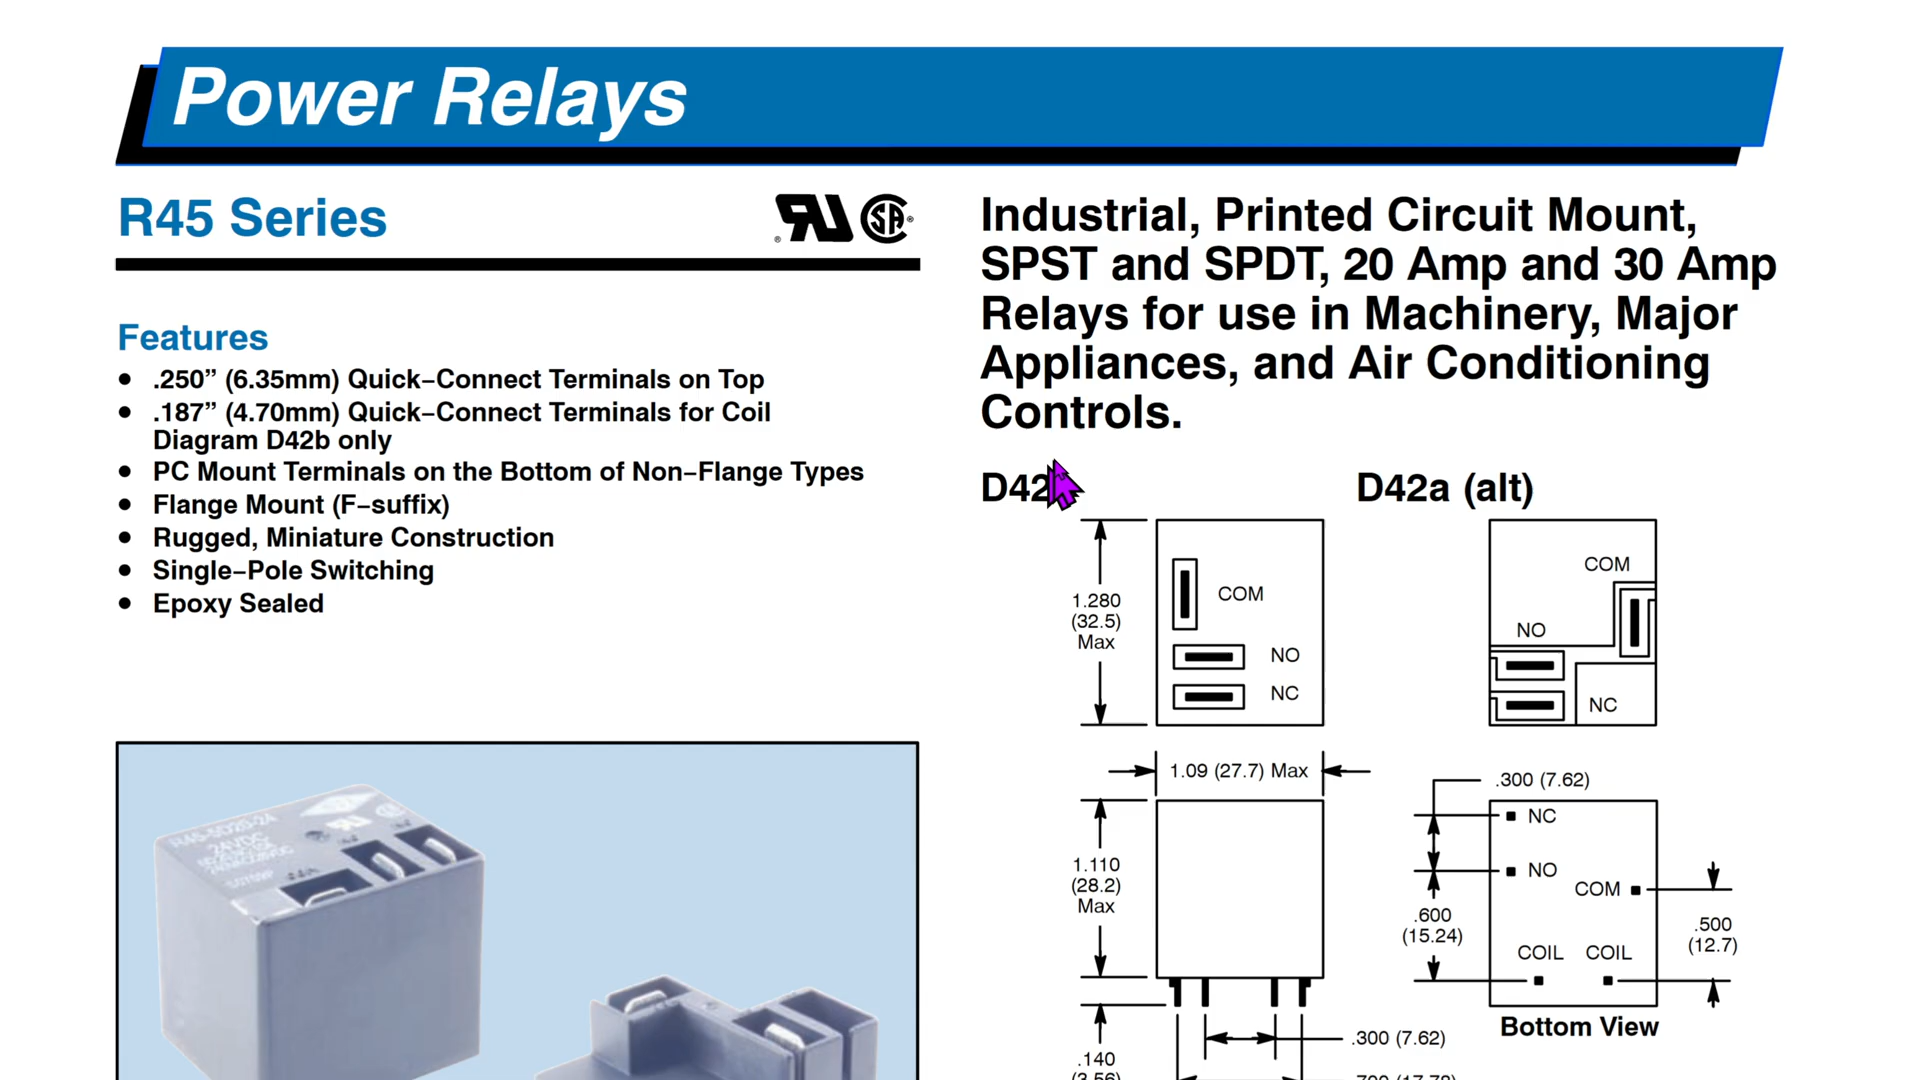 Power Relays
R45 Series
Features
• .250” (6.35mm) Quick–Connect Terminals on Top
• .187” (4.70mm) Quick–Connect Terminals for Coil
Diagram D42b only
• PC Mount Terminals on the Bottom of Non–Flange Types
• Flange Mount (F–suffix)
• Rugged, Miniature Construction
• Single–Pole Switching
• Epoxy Sealed
24VDC
Industrial, Printed Circuit Mount,
SPST and SPDT, 20 Amp and 30 Amp
Relays for use in Machinery, Major
Appliances, and Air Conditioning
Controls.
D42
D42a (alt)
COM
NO
NC
1.280
(32.5)
Max
COM
NO
NC
1.09 (27.7) Max
1.110
(28.2)
Max
.140
.300 (7.62)
.300 (7.62)
NC
NO
COM
COIL COIL
.600
(15.24)
.500
(12.7)
Bottom View